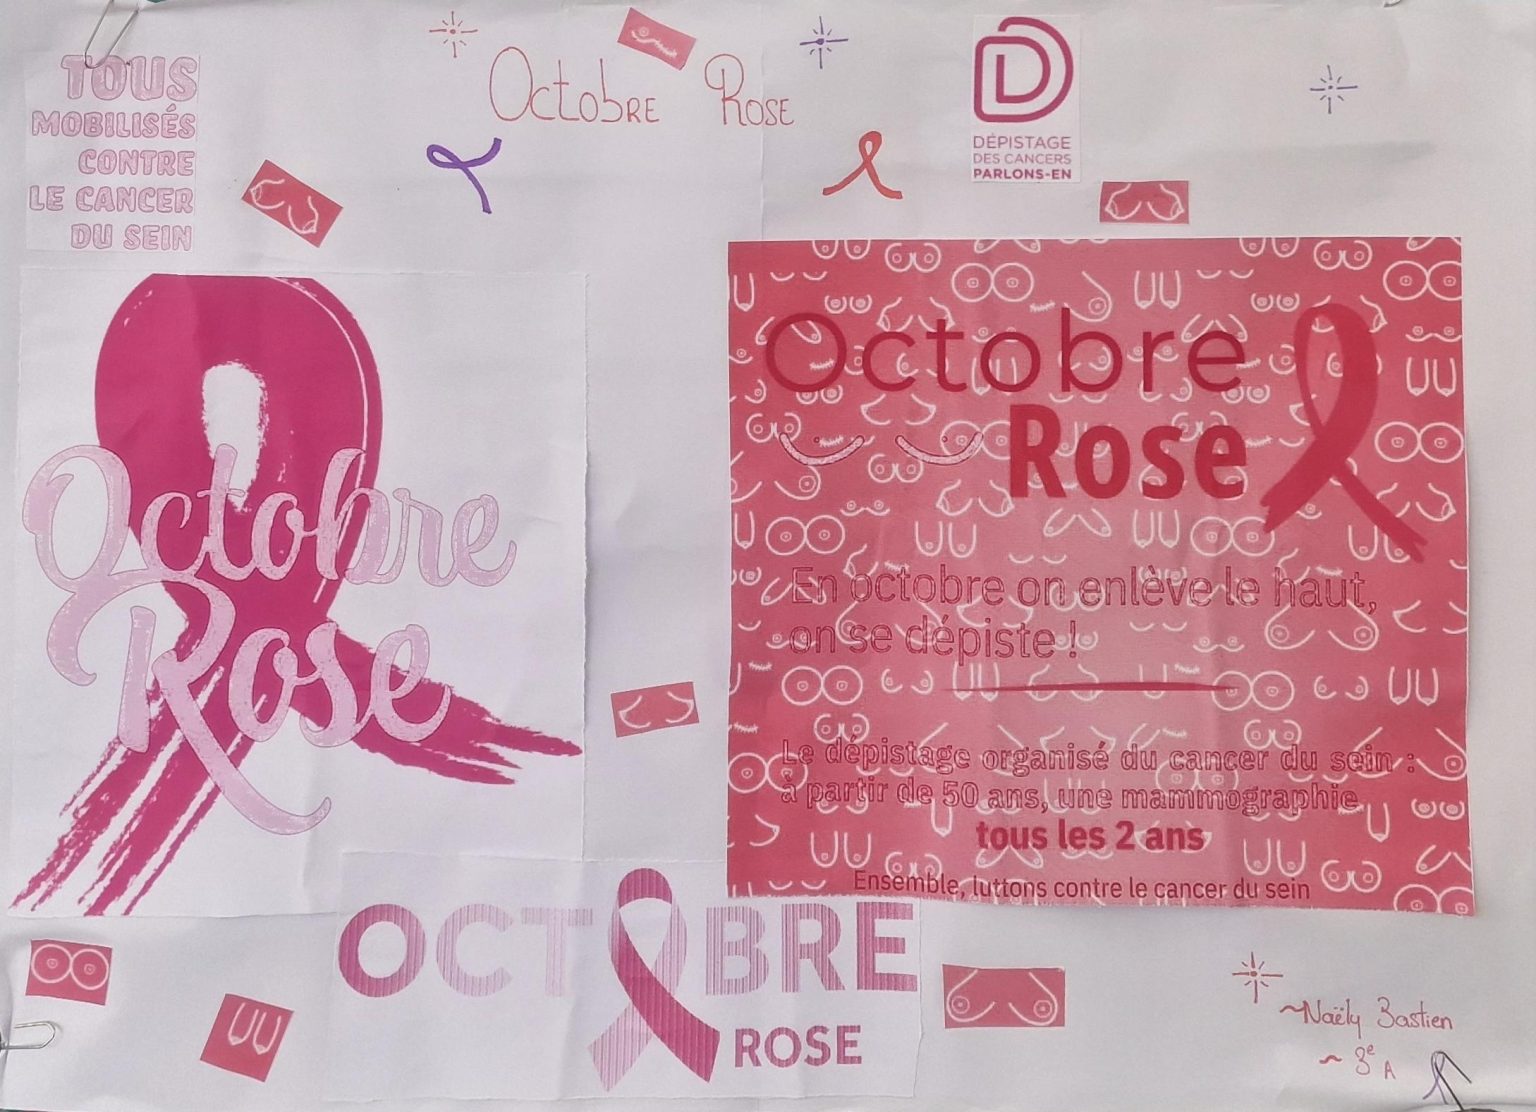 TOUS
MOBILISÉS
CONTRE
LE CANCER
DU SEIN
Octobre Rose
DÉPISTAGE
DES CANCERS
PARLONS-EN
Octobre
Rose
Octobre
Rose
En octobre on enlève le haut,
on se dépiste !
Le dépistage organisé du cancer du sein :
à partir de 50 ans, une mammographie
tous les 2 ans
Ensemble, luttons contre le cancer du sein
OCTOBRE
ROSE
~Naëly Bastien
~ 3e A